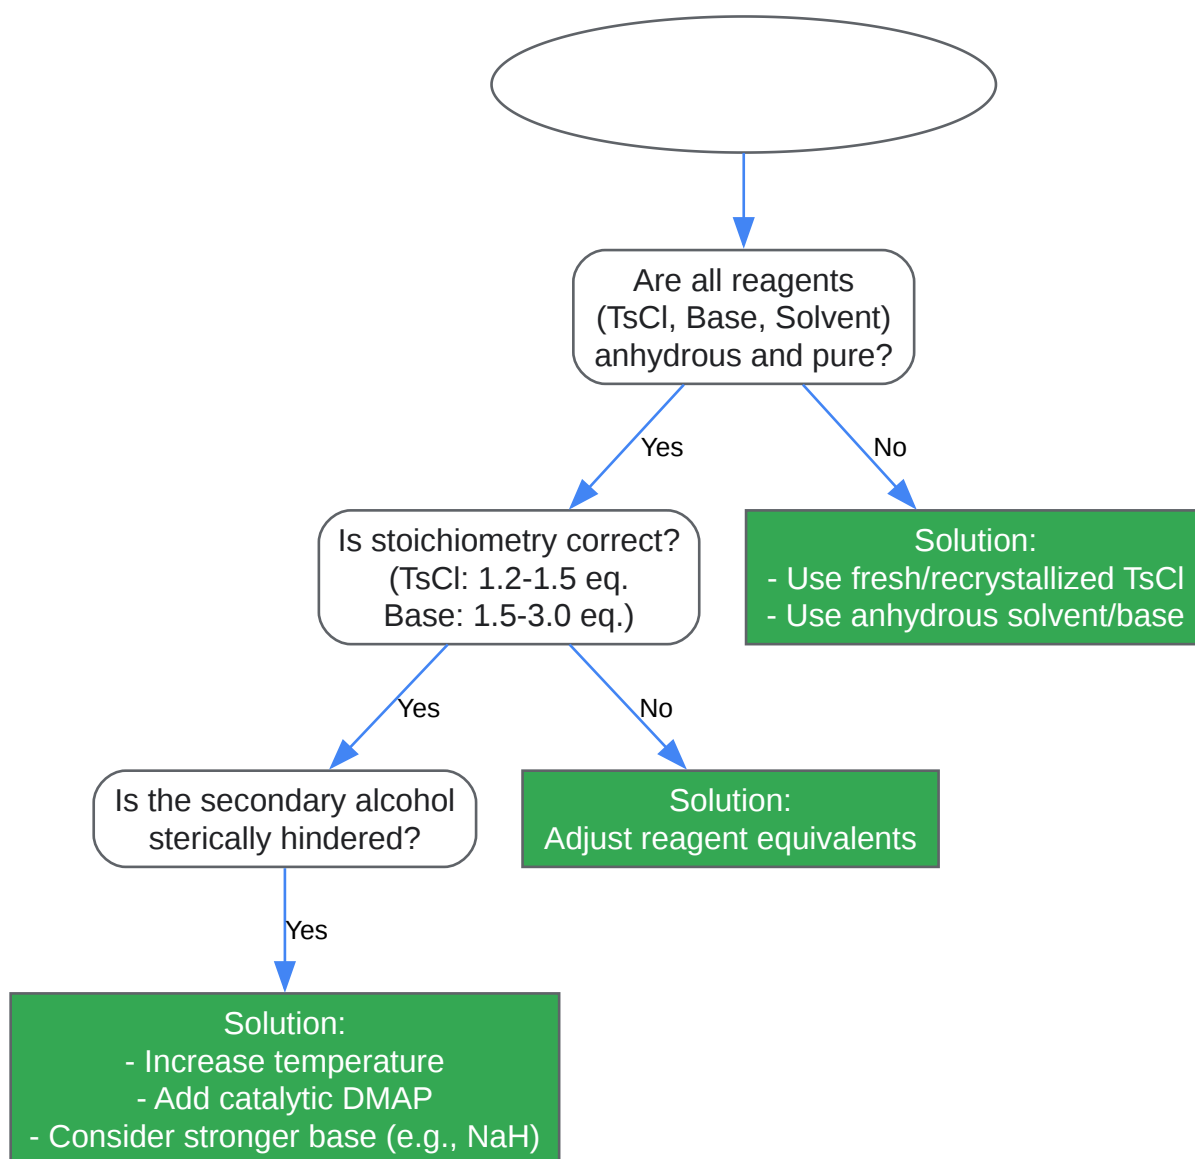 Are all reagents
(TsCl, Base, Solvent)
anhydrous and pure?
Yes
No
Is stoichiometry correct?
(TsCl: 1.2-1.5 eq.
Base: 1.5-3.0 eq.)
Solution:
- Use fresh/recrystallized TsCl
- Use anhydrous solvent/base
Yes
No
Is the secondary alcohol
sterically hindered?
Solution:
Adjust reagent equivalents
Yes
Solution:
- Increase temperature
- Add catalytic DMAP
- Consider stronger base (e.g., NaH)